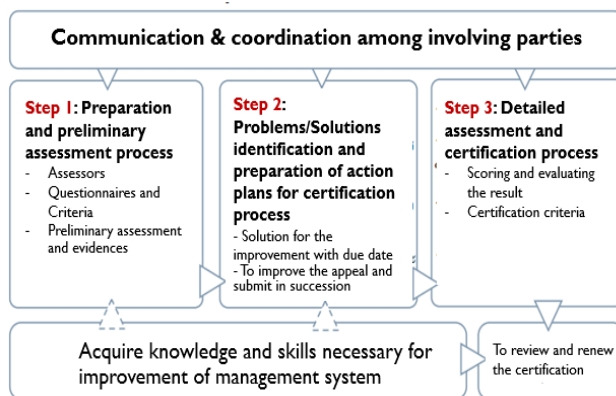 Communication & coordination among involving parties
Step 1: Preparation
and preliminary
assessment process
- Assessors
- Questionnaires and
Criteria
- Preliminary assessment
and evidences
Step 2:
Problems/Solutions
identification and
preparation of action
plans for certification
process
- Solution for the
improvement with due date
- To improve the appeal and
submit in succession
Step 3: Detailed
assessment and
certification process
- Scoring and evaluating
the result
- Certification criteria
Acquire knowledge and skills necessary for
improvement of management system
To review and renew
the certification